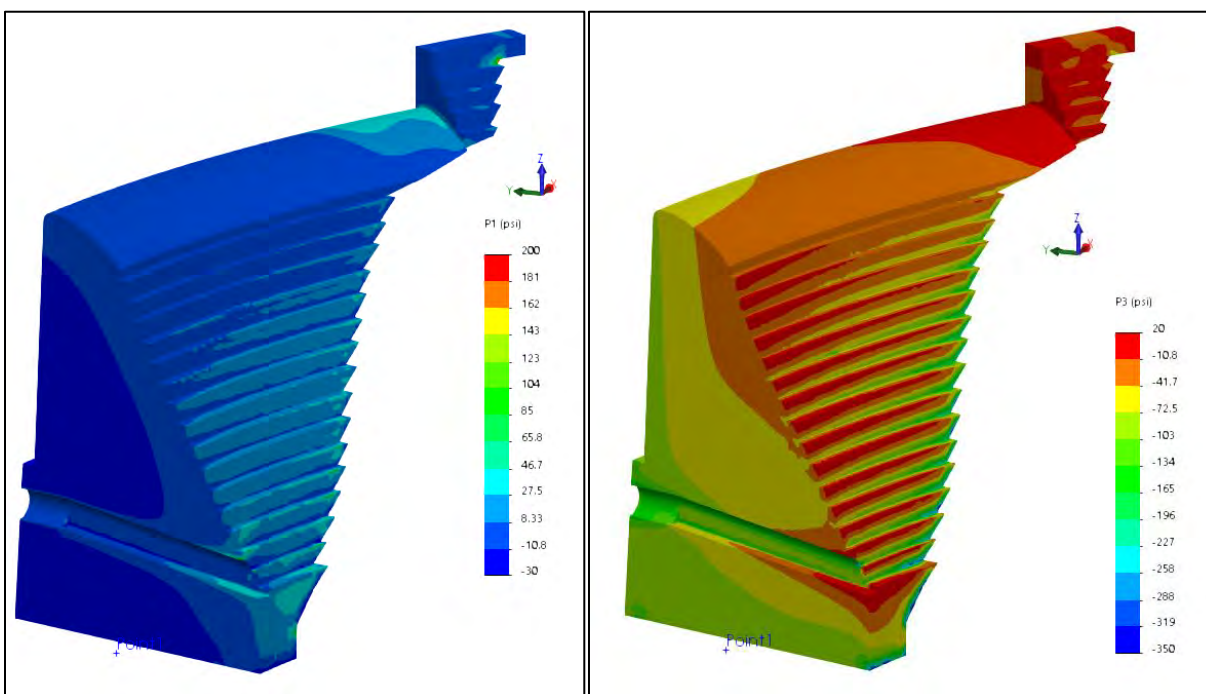 Z
Y
X
P1 (psi)
200
181
162
143
123
104
85
65.8
46.7
27.5
8.33
-10.8
-30
Point1
Z
Y
X
P3 (psi)
20
-10.8
-41.7
-72.5
-103
-134
-165
-196
-227
-258
-288
-319
-350
Point1